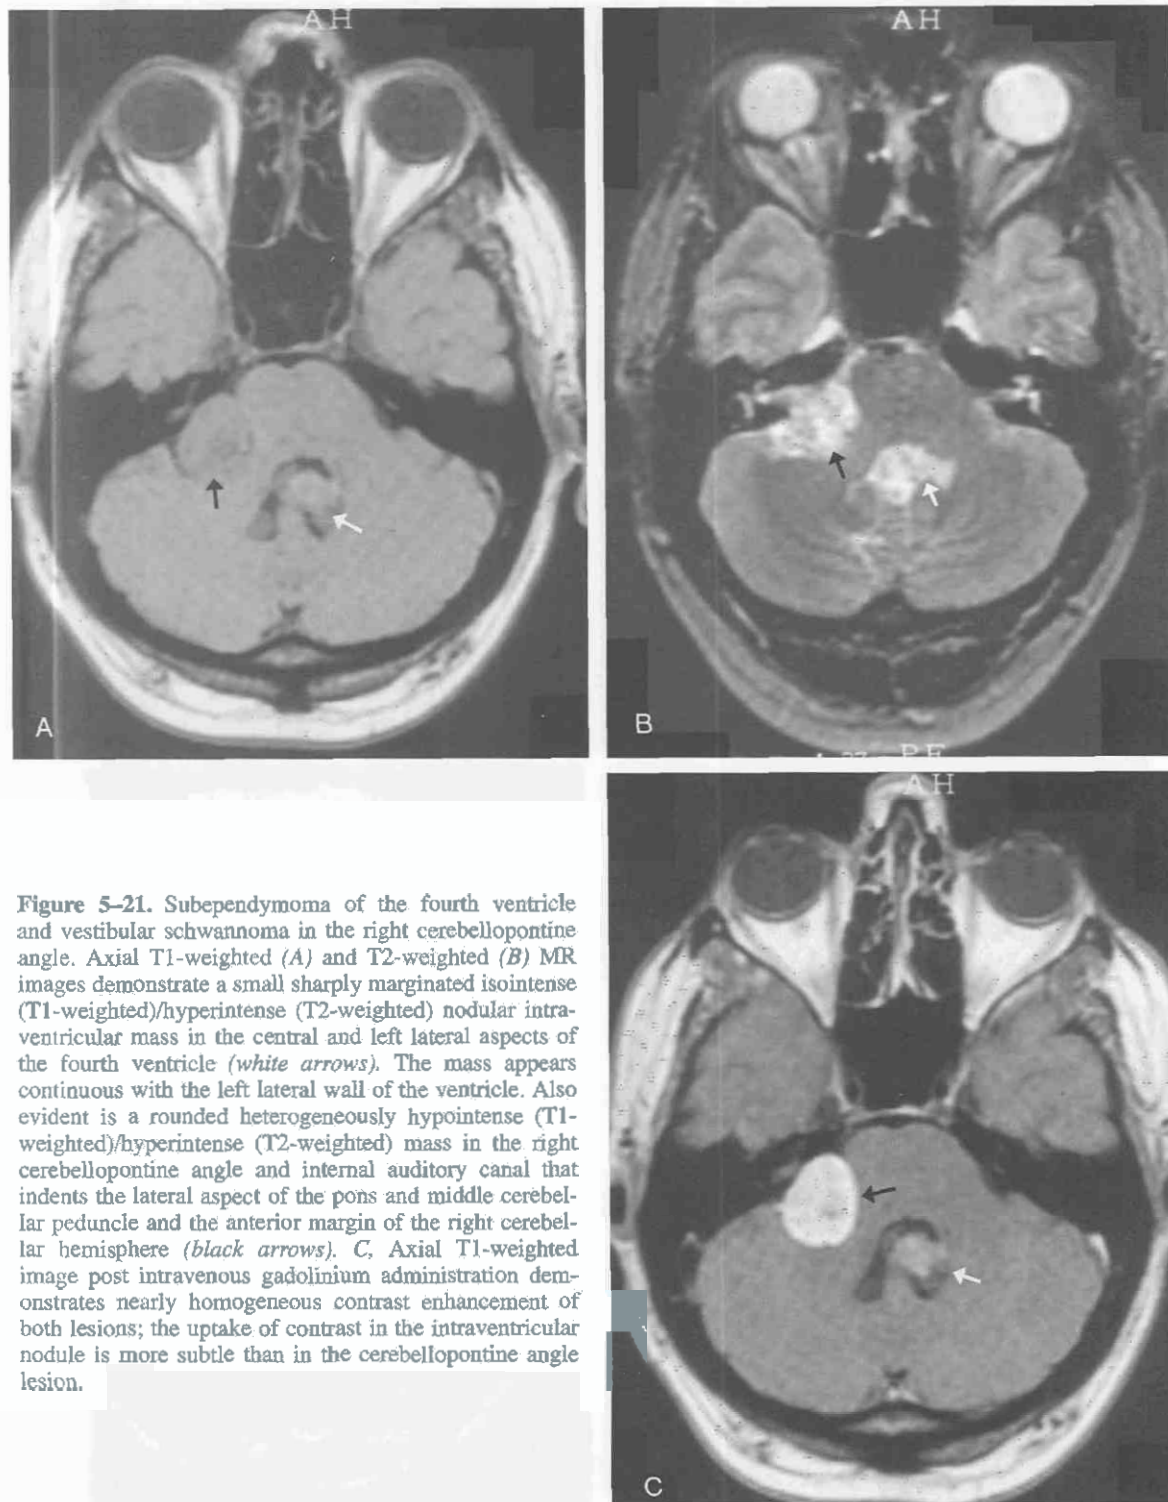 A H
A H
A
B
A H
Figure 5–21. Subependymoma of the fourth ventricle
and vestibular schwannoma in the right cerebellopontine
angle. Axial T1-weighted (A) and T2-weighted (B) MR
images demonstrate a small sharply marginated isointense
(T1-weighted)/hyperintense (T2-weighted) nodular intra-
ventricular mass in the central and left lateral aspects of
the fourth ventricle (white arrows). The mass appears
continuous with the left lateral wall of the ventricle. Also
evident is a rounded heterogeneously hypointense (T1-
weighted)/hyperintense (T2-weighted) mass in the right
cerebellopontine angle and internal auditory canal that
indents the lateral aspect of the pons and middle cerebel-
lar peduncle and the anterior margin of the right cerebel-
lar hemisphere (black arrows). C, Axial T1-weighted
image post intravenous gadolinium administration dem-
onstrates nearly homogeneous contrast enhancement of
both lesions; the uptake of contrast in the intraventricular
nodule is more subtle than in the cerebellopontine angle
lesion.
C